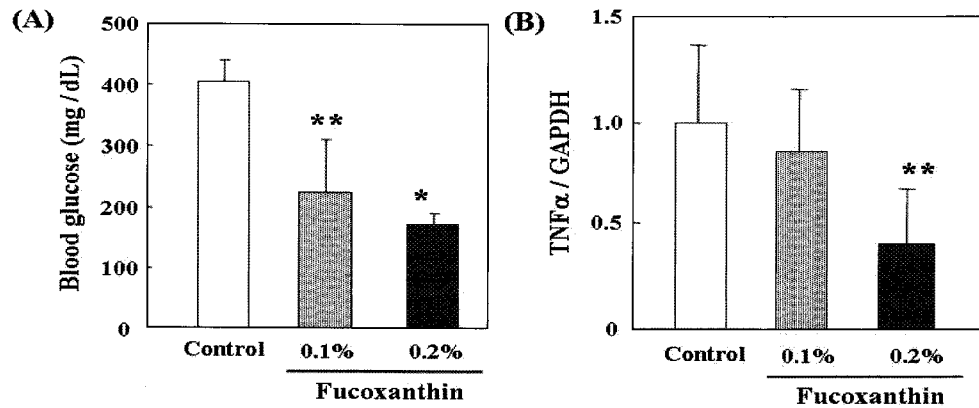 (A)
Blood glucose (mg / dL)
500
400
300
200
100
0
**
*
Control
0.1%
0.2%
Fucoxanthin
(B)
TNFα / GAPDH
1.5
1.0
0.5
0
**
Control
0.1%
0.2%
Fucoxanthin